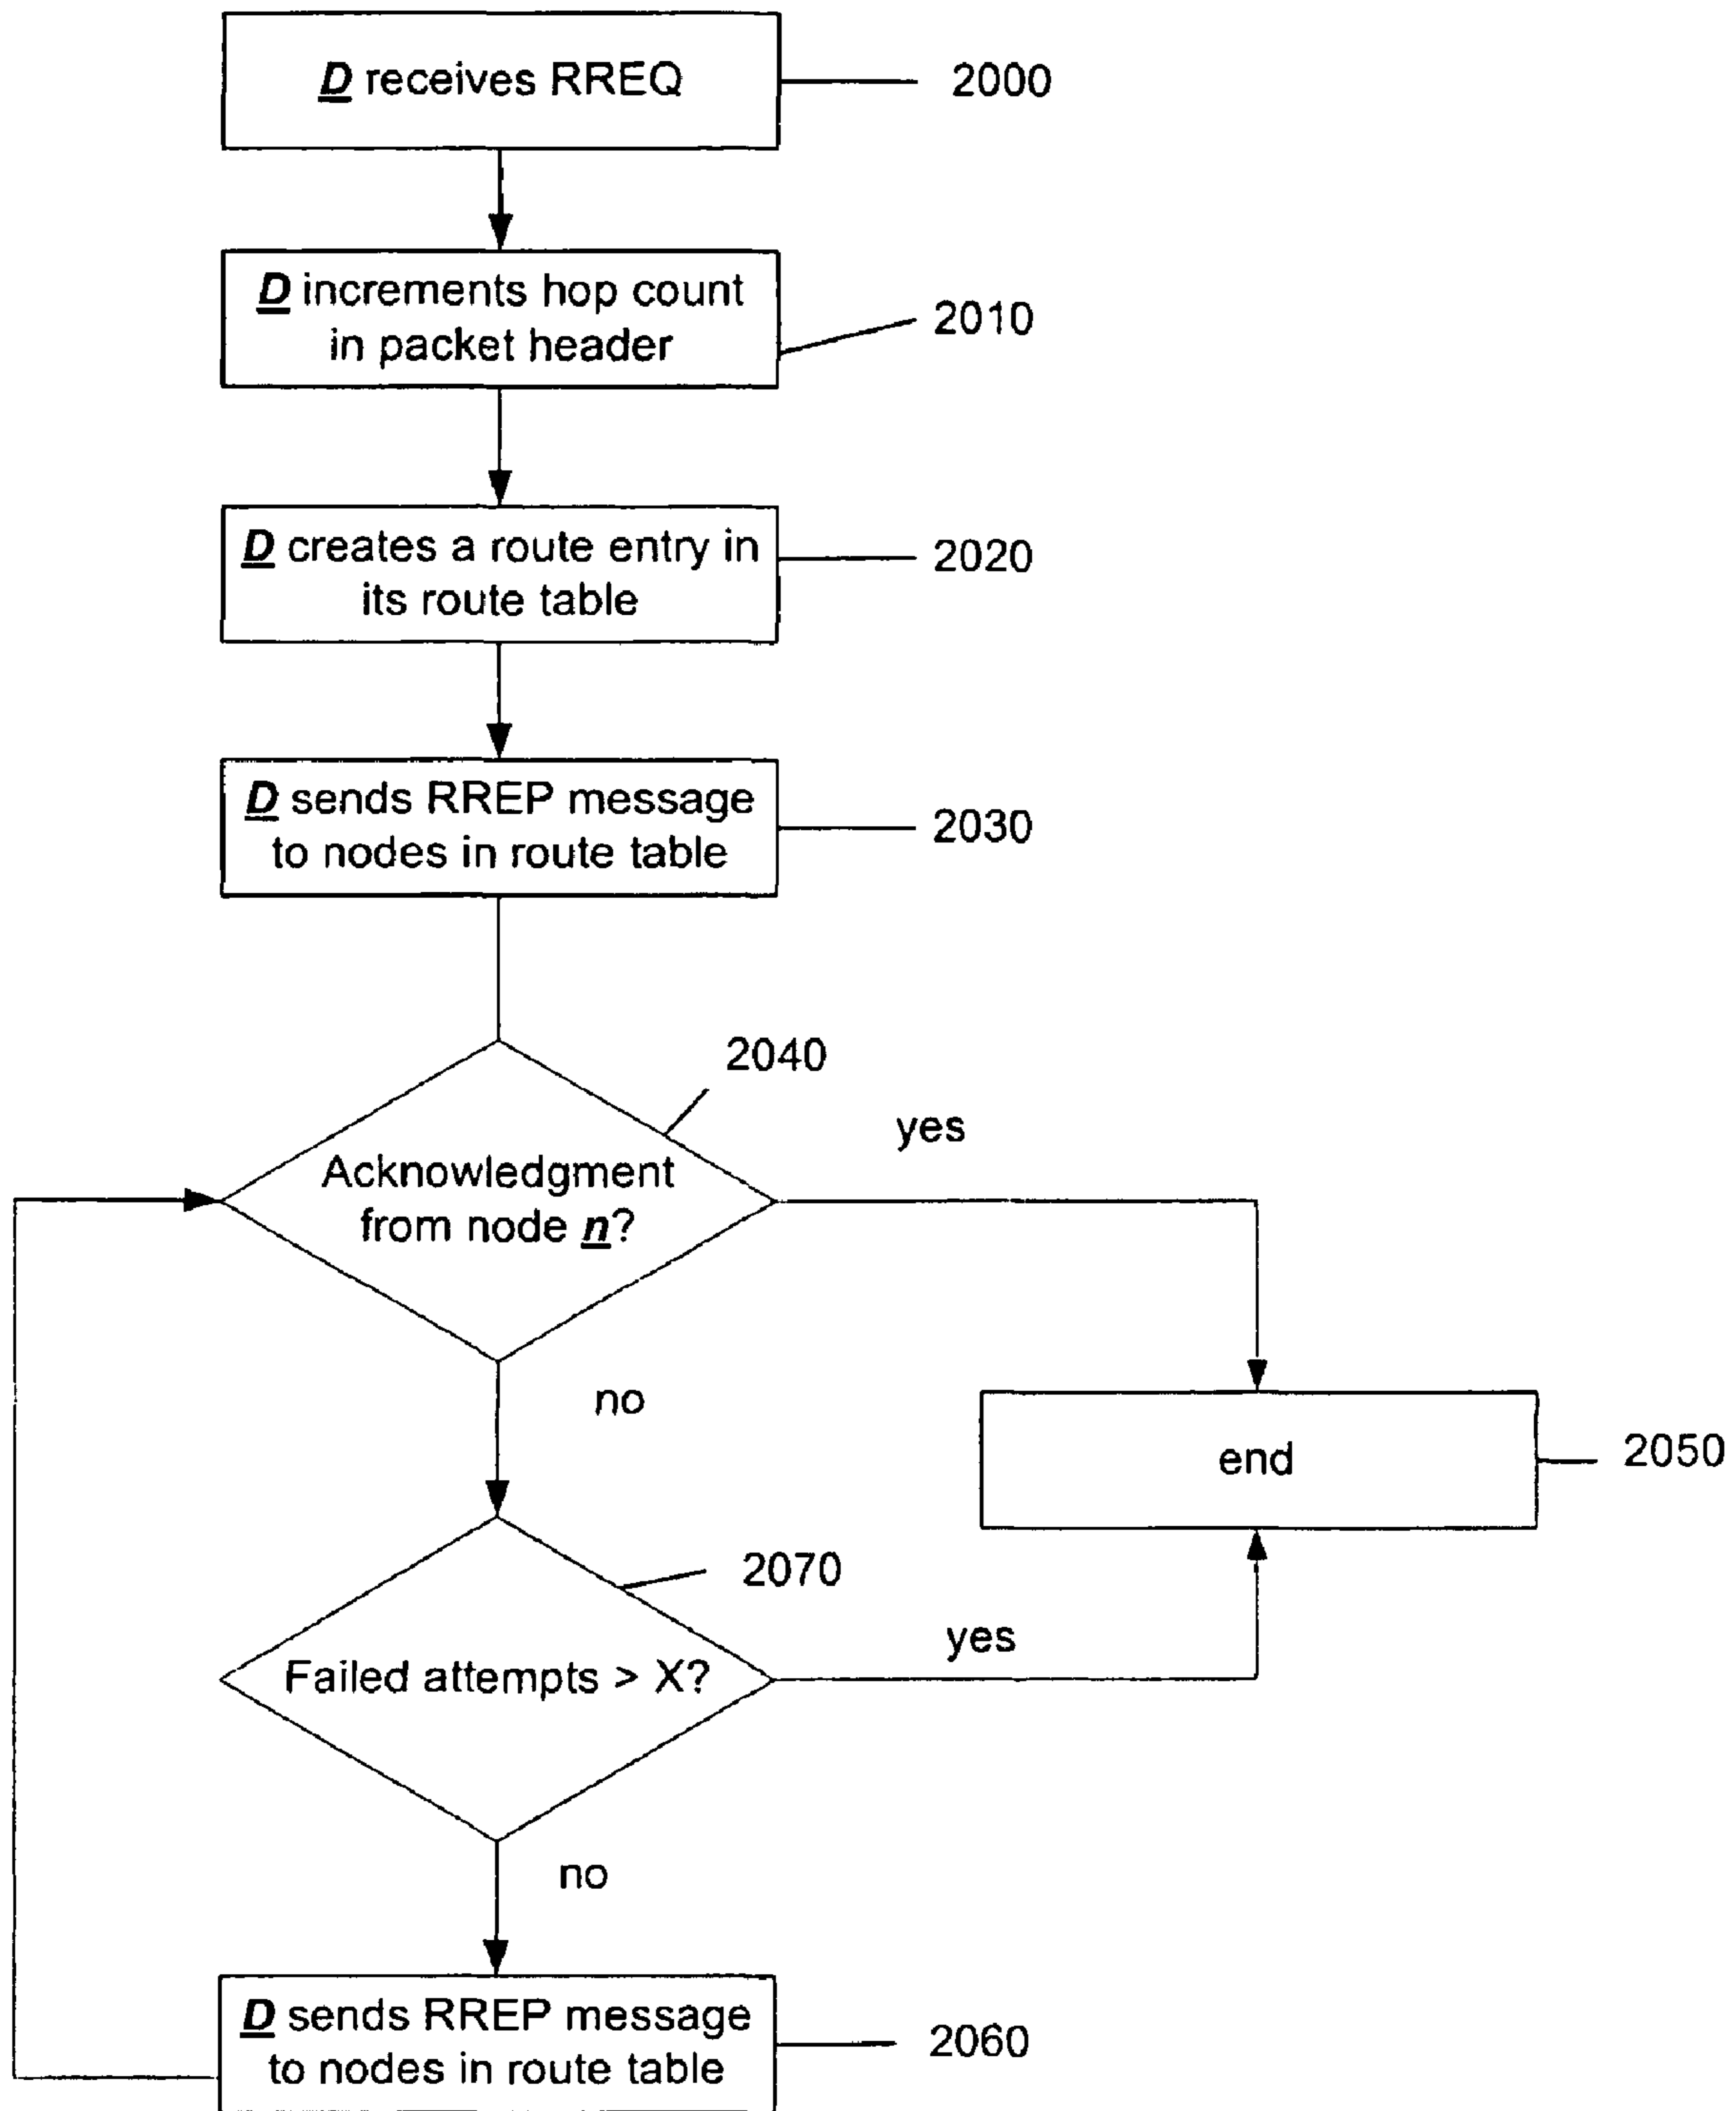 D receives RREQ
2000
D increments hop count
in packet header
2010
D creates a route entry in
its route table
2020
D sends RREP message
to nodes in route table
2030
2040
Acknowledgment
from node n?
yes
no
end
2050
2070
Failed attempts > X?
yes
no
D sends RREP message
to nodes in route table
2060